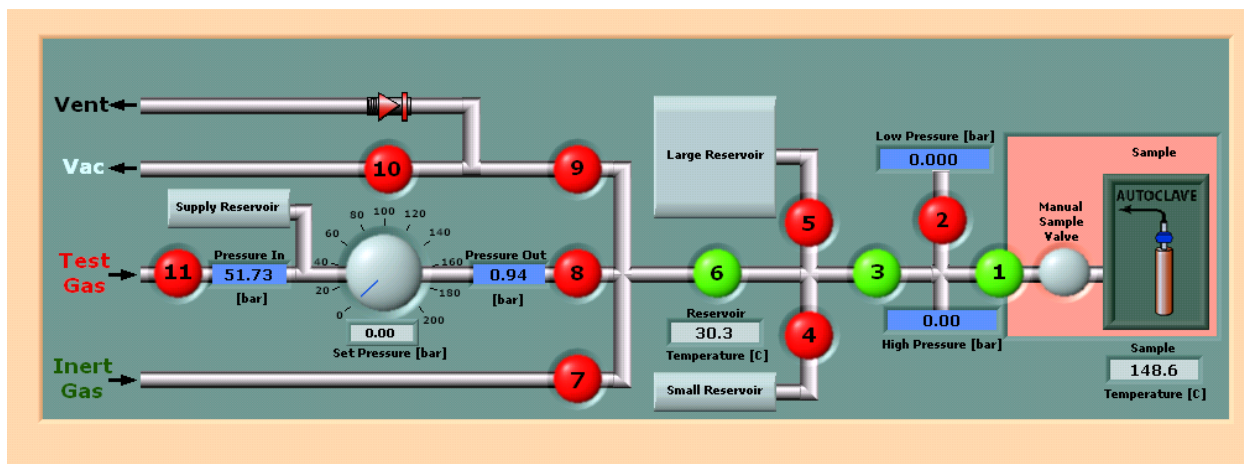 Vent
Vac
10
9
Supply Reservoir
0
20
40
60
80
100
120
140
160
180
200
Test
Gas
11
Pressure In
51.73
[bar]
0.00
Set Pressure [bar]
Pressure Out
0.94
[bar]
8
Inert
Gas
7
6
Reservoir
30.3
Temperature [C]
Large Reservoir
5
4
Small Reservoir
3
Low Pressure [bar]
0.000
2
0.00
High Pressure [bar]
1
Sample
Manual
Sample
Valve
AUTOCLAVE
Sample
148.6
Temperature [C]